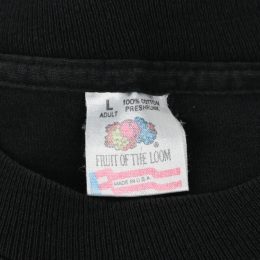 L 100% COTTON
ADULT PRESHRUNK
®
FRUIT OF THE LOOM
MADE IN U.S.A.